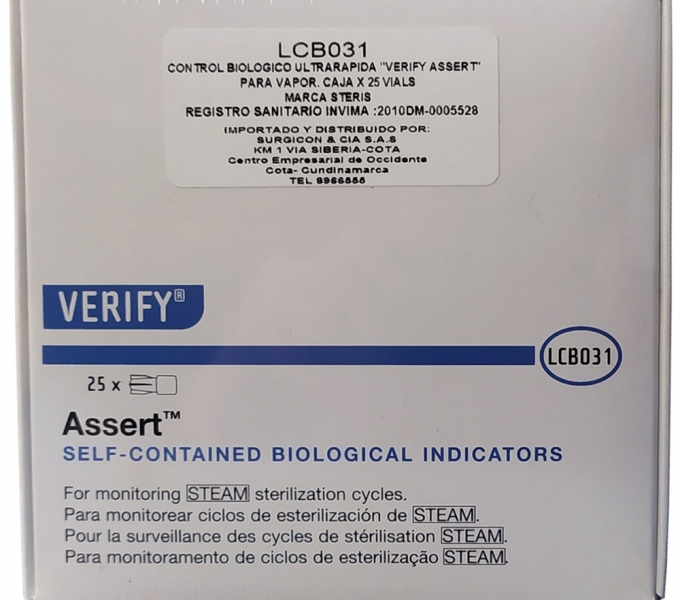 LCB031
CONTROL BIOLOGICO ULTRARAPIDA "VERIFY ASSERT"
PARA VAPOR. CAJA X 25 VIALS
MARCA STERIS
REGISTRO SANITARIO INVIMA :2010DM-0005528
IMPORTADO Y DISTRIBUIDO POR:
SURGICON & CIA S.A.S
KM 1 VIA SIBERIA-COTA
Centro Empresarial de Occidente
Cota- Cundinamarca
TEL 8966555
VERIFY®
LCB031
25 x
Assert™
SELF-CONTAINED BIOLOGICAL INDICATORS
For monitoring STEAM sterilization cycles.
Para monitorear ciclos de esterilización de STEAM.
Pour la surveillance des cycles de stérilisation STEAM.
Para monitoramento de ciclos de esterilização STEAM.